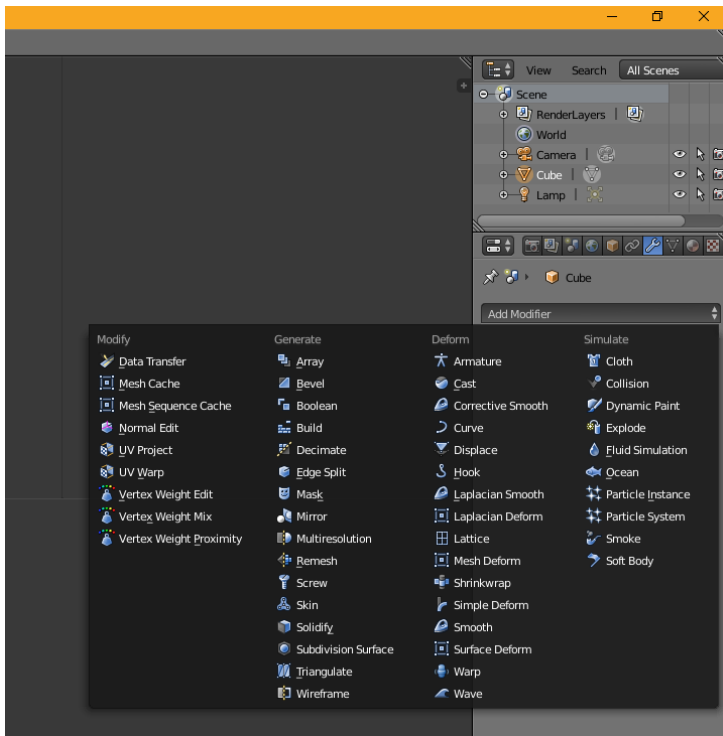 View Search All Scenes
Scene
RenderLayers
World
Camera
Cube
Lamp
Cube
Add Modifier
Modify
Data Transfer
Mesh Cache
Mesh Sequence Cache
Normal Edit
UV Project
UV Warp
Vertex Weight Edit
Vertex Weight Mix
Vertex Weight Proximity
Generate
Array
Bevel
Boolean
Build
Decimate
Edge Split
Mask
Mirror
Multiresolution
Remesh
Screw
Skin
Solidify
Subdivision Surface
Triangulate
Wireframe
Deform
Armature
Cast
Corrective Smooth
Curve
Displace
Hook
Laplacian Smooth
Laplacian Deform
Lattice
Mesh Deform
Shrinkwrap
Simple Deform
Smooth
Surface Deform
Warp
Wave
Simulate
Cloth
Collision
Dynamic Paint
Explode
Fluid Simulation
Ocean
Particle Instance
Particle System
Smoke
Soft Body